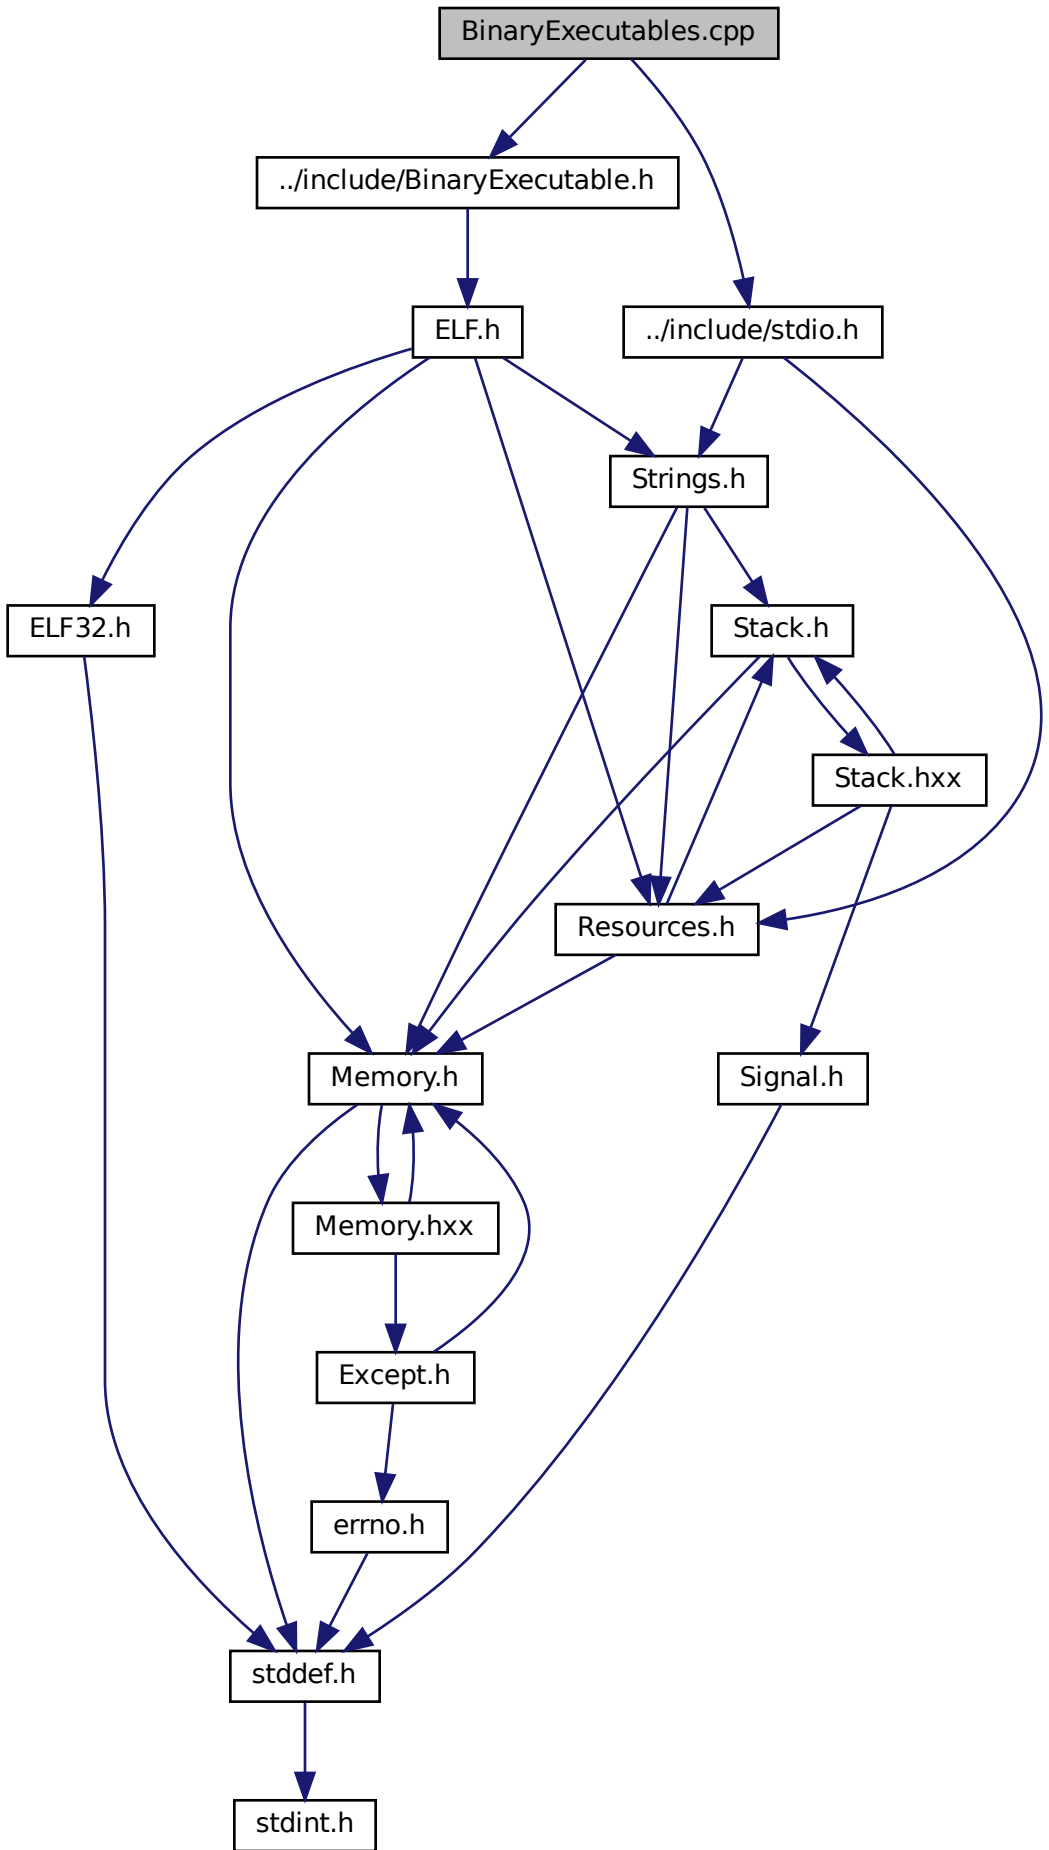 BinaryExecutables.cpp
../include/BinaryExecutable.h
ELF.h
../include/stdio.h
Strings.h
ELF32.h
Stack.h
Stack.hxx
Resources.h
Memory.h
Signal.h
Memory.hxx
Except.h
errno.h
stddef.h
stdint.h